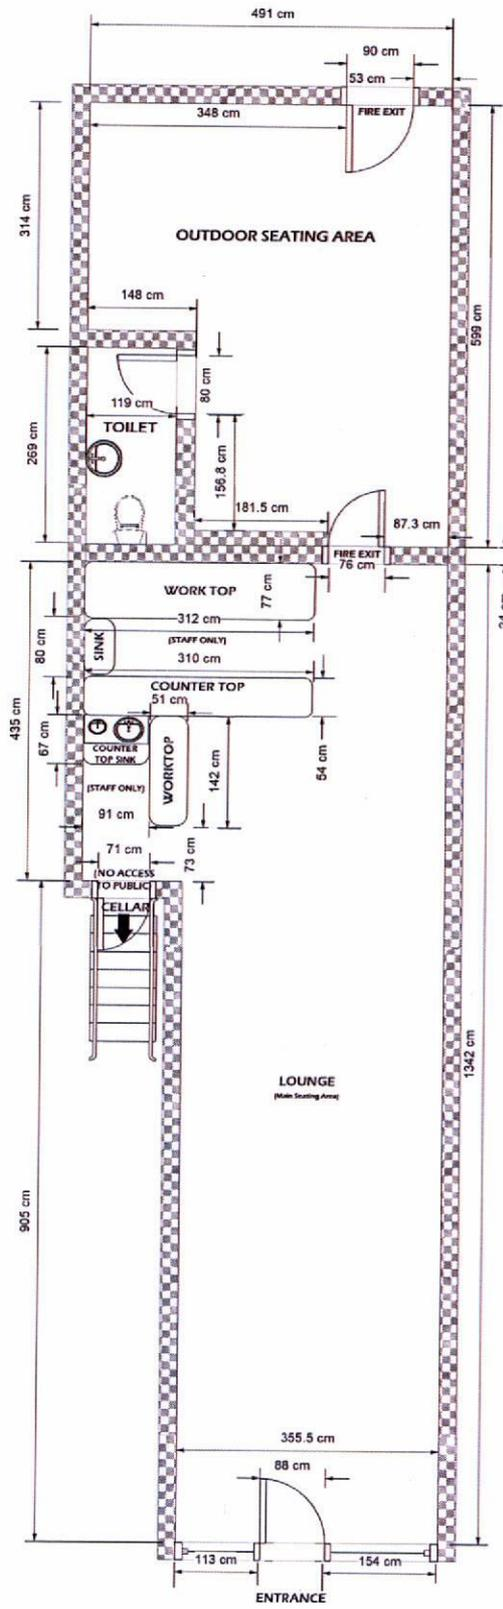 491 cm
90 cm
53 cm
FIRE EXIT
348 cm
314 cm
OUTDOOR SEATING AREA
599 cm
148 cm
80 cm
119 cm
TOILET
269 cm
156.8 cm
181.5 cm
87.3 cm
FIRE EXIT
76 cm
WORK TOP
77 cm
312 cm
(STAFF ONLY)
SINK
80 cm
310 cm
COUNTER TOP
51 cm
435 cm
67 cm
COUNTER
TOP SINK
WORKTOP
142 cm
54 cm
(STAFF ONLY)
91 cm
71 cm
73 cm
(NO ACCESS
TO PUBLIC
CELLAR
1342 cm
LOUNGE
(Main Seating Area)
905 cm
355.5 cm
88 cm
113 cm
154 cm
ENTRANCE